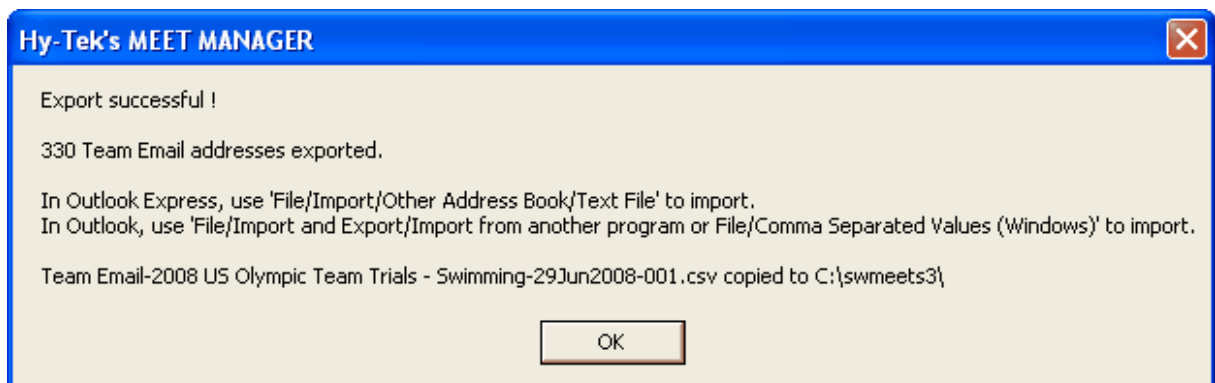 Hy-Tek's MEET MANAGER
Export successful !
330 Team Email addresses exported.
In Outlook Express, use 'File/Import/Other Address Book/Text File' to import.
In Outlook, use 'File/Import and Export/Import from another program or File/Comma Separated Values (Windows)' to import.
Team Email-2008 US Olympic Team Trials - Swimming-29Jun2008-001.csv copied to C:\swmeets3\
OK